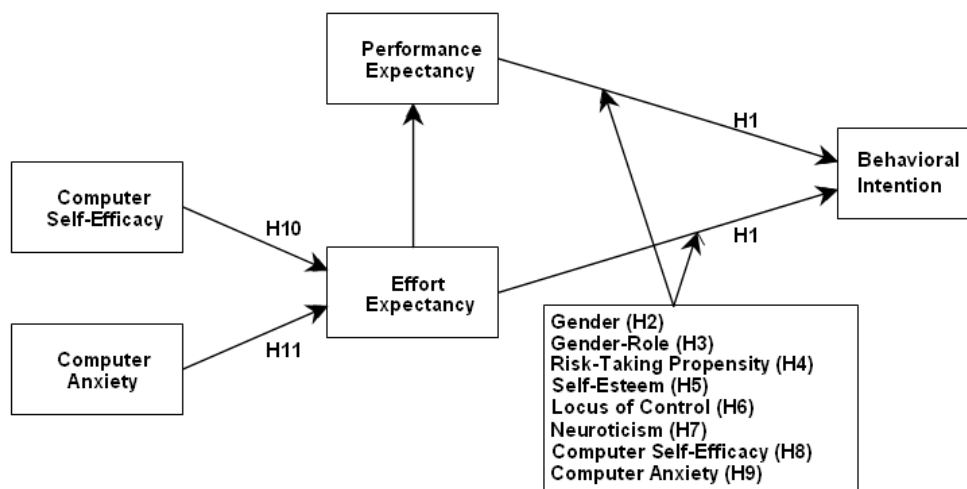 Performance
Expectancy
H1
Behavioral
Intention
Computer
Self-Efficacy
H10
H1
Effort
Expectancy
Computer
Anxiety
H11
Gender (H2)
Gender-Role (H3)
Risk-Taking Propensity (H4)
Self-Esteem (H5)
Locus of Control (H6)
Neuroticism (H7)
Computer Self-Efficacy (H8)
Computer Anxiety (H9)